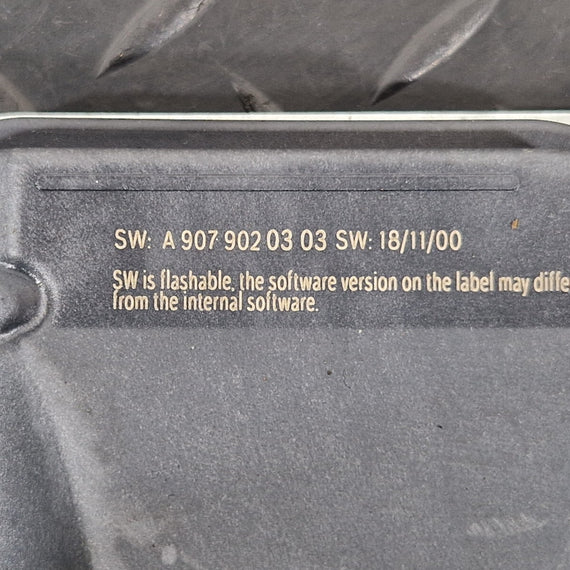 SW: A 907 902 03 03 SW: 18/11/00
SW is flashable, the software version on the label may diffe
from the internal software.